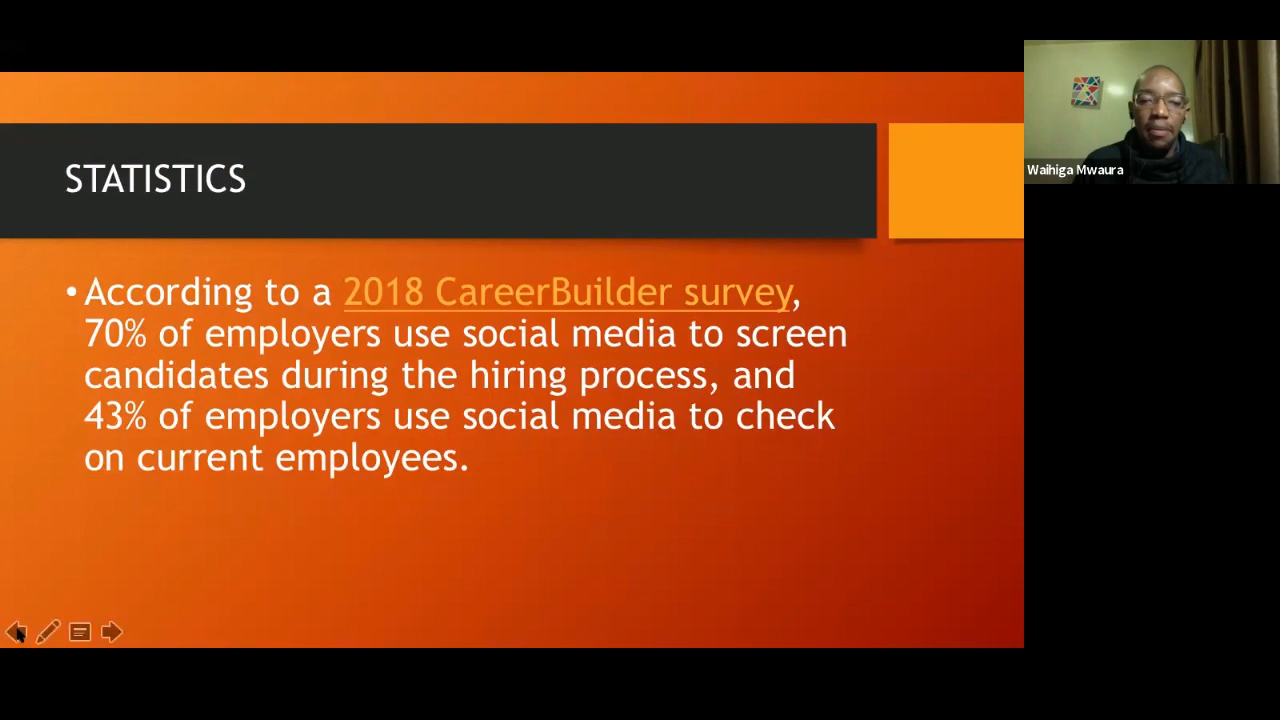 STATISTICS
• According to a 2018 CareerBuilder survey,
70% of employers use social media to screen
candidates during the hiring process, and
43% of employers use social media to check
on current employees.
Waihiga Mwaura